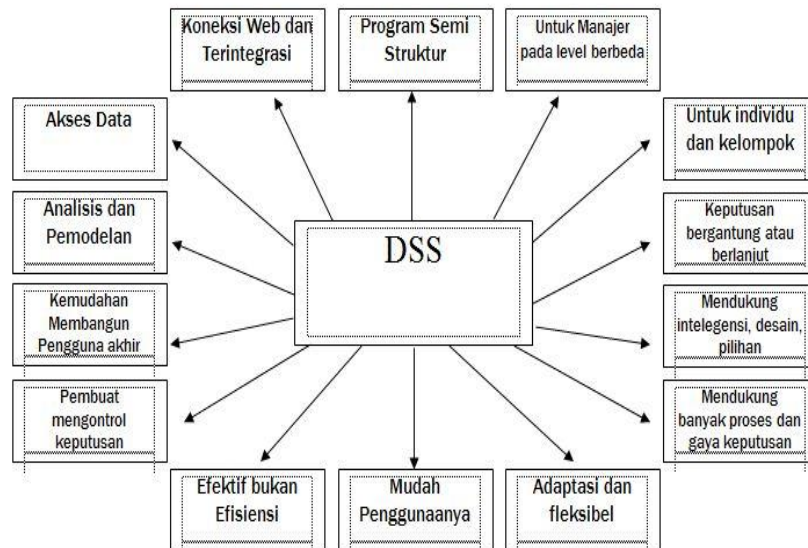 Koneksi Web dan
Terintegrasi
Program Semi
Struktur
Untuk Manajer
pada level berbeda
Akses Data
Untuk individu
dan kelompok
Analisis dan
Pemodelan
DSS
Keputusan
bergantung atau
berlanjut
Kemudahan
Membangun
Pengguna akhir
Mendukung
intelegensi, desain,
pilihan
Pembuat
mengontrol
keputusan
Mendukung
banyak proses dan
gaya keputusan
Efektif bukan
Efisiensi
Mudah
Penggunaanya
Adaptasi dan
fleksibel